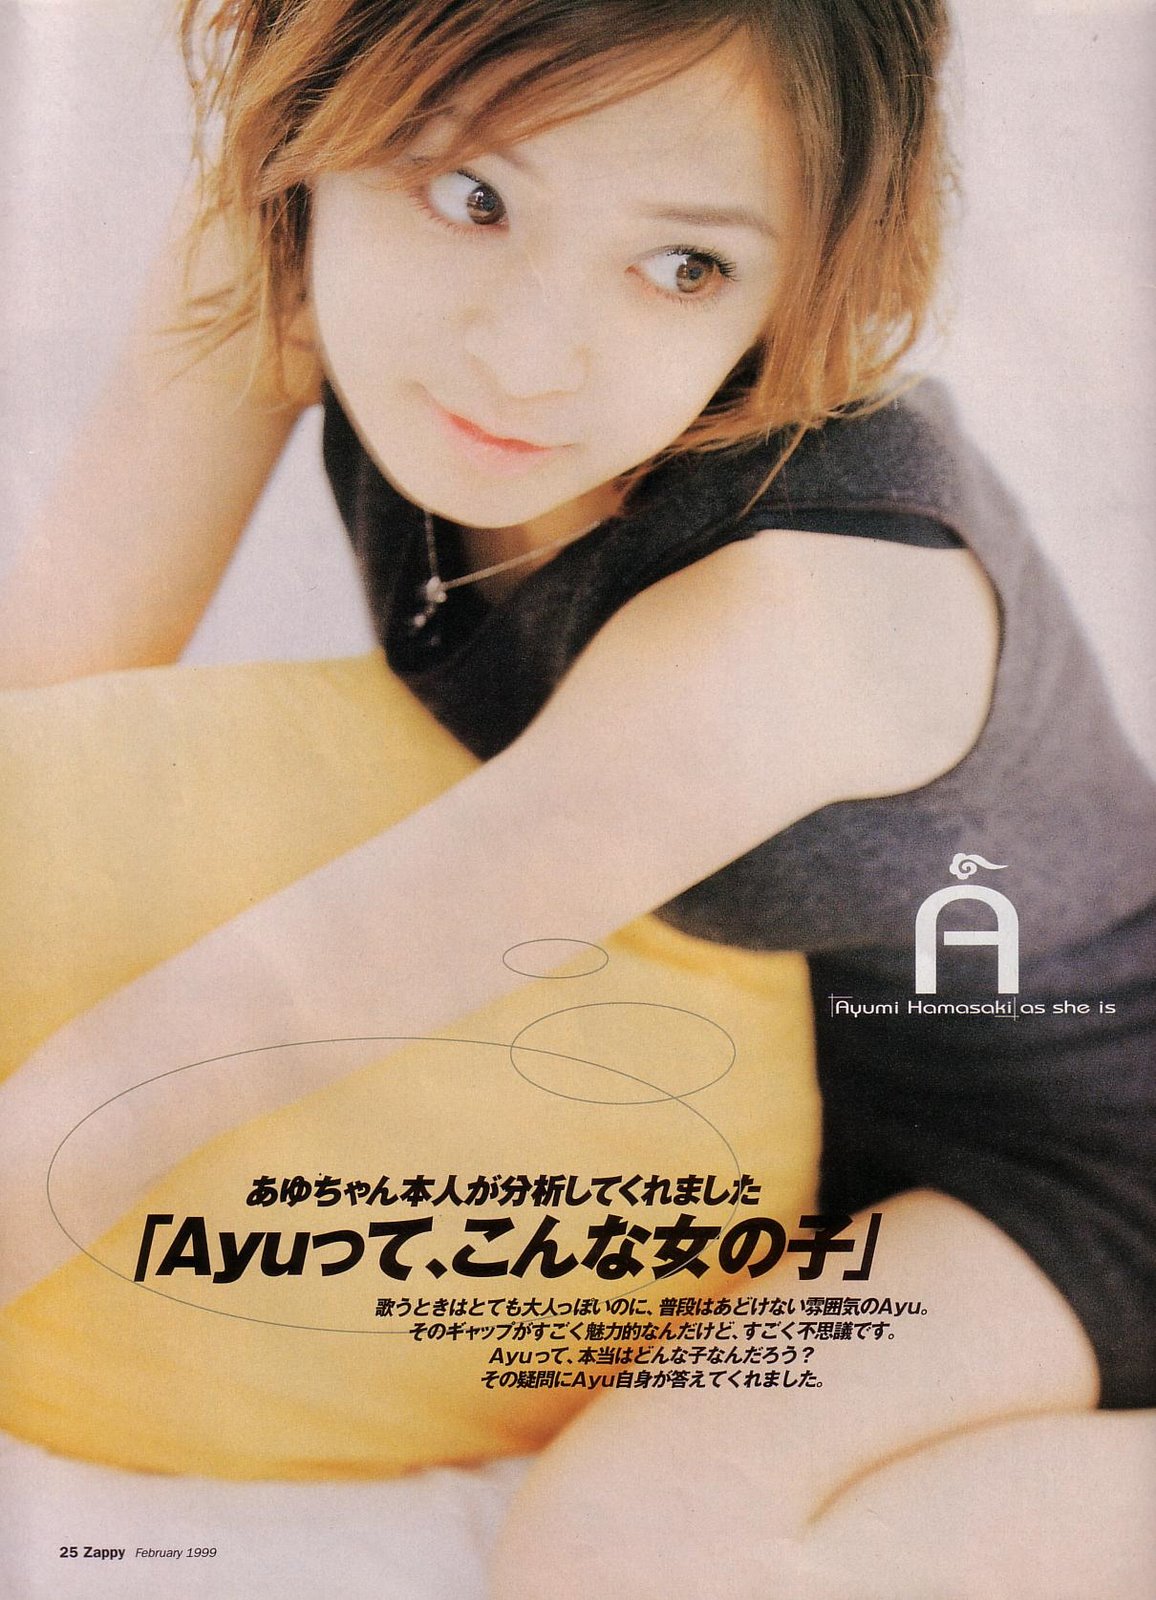 A
Ayumi Hamasaki as she is
あゆちゃん本人が分析してくれました
「Ayuって、こんな女の子」
歌うときはとても大人っぽいのに、普段はあどけない雰囲気のAyu。
そのギャップがすごく魅力的なんだけど、すごく不思議です。
Ayuって、本当はどんな子なんだろう？
その疑問にAyu自身が答えてくれました。
25 Zappy February 1999